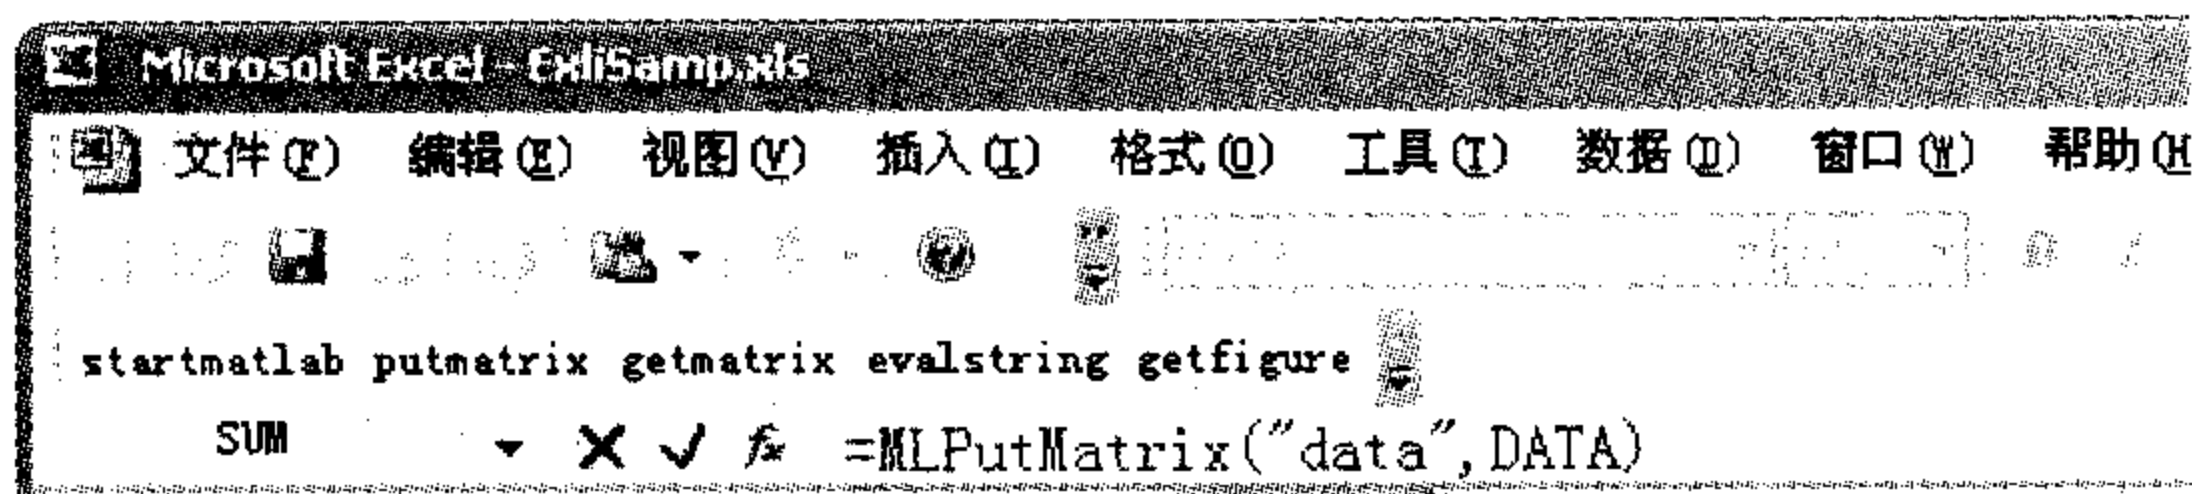 Microsoft Excel - ExliSamp.xls
文件(F) 编辑(E) 视图(V) 插入(I) 格式(O) 工具(T) 数据(D) 窗口(W) 帮助(H
startmatlab putmatrix getmatrix evalstring getfigure
SUM fx =MLPutMatrix("data",DATA)